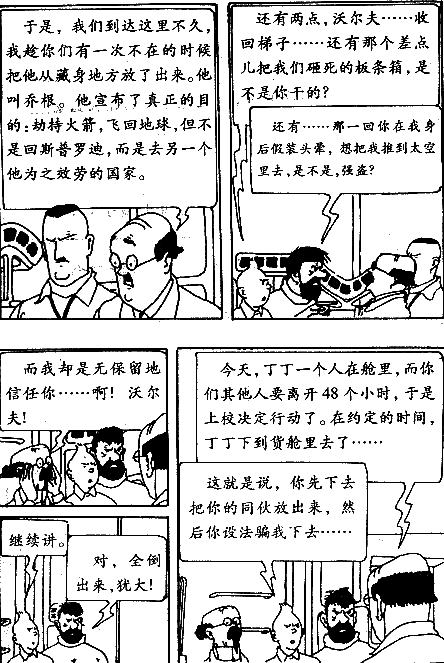 于是，我们到达这里不久，
我趁你们有一次不在的时候
把他从藏身地方放了出来。他
叫乔根。他宣布了真正的目
的：劫持火箭，飞回地球，但不
是回斯普罗迪，而是去另一个
他为之效劳的国家。
还有两点，沃尔夫……收
回梯子……还有那个差点
儿把我们砸死的板条箱，是
不是你干的？
还有……那一回你在我身
后假装头晕，想把我推到太空
里去，是不是，强盗？
而我却是无保留地
信任你……啊！沃尔
夫！
今天，丁丁一个人在舱里，而你
们其他人要离开48个小时，于是
上校决定行动了。在约定的时间，
丁丁下到货舱里去了……
这就是说，你先下去
把你的同伙放出来，然
后你设法骗我下去……
继续讲。
对，全倒
出来，犹大！